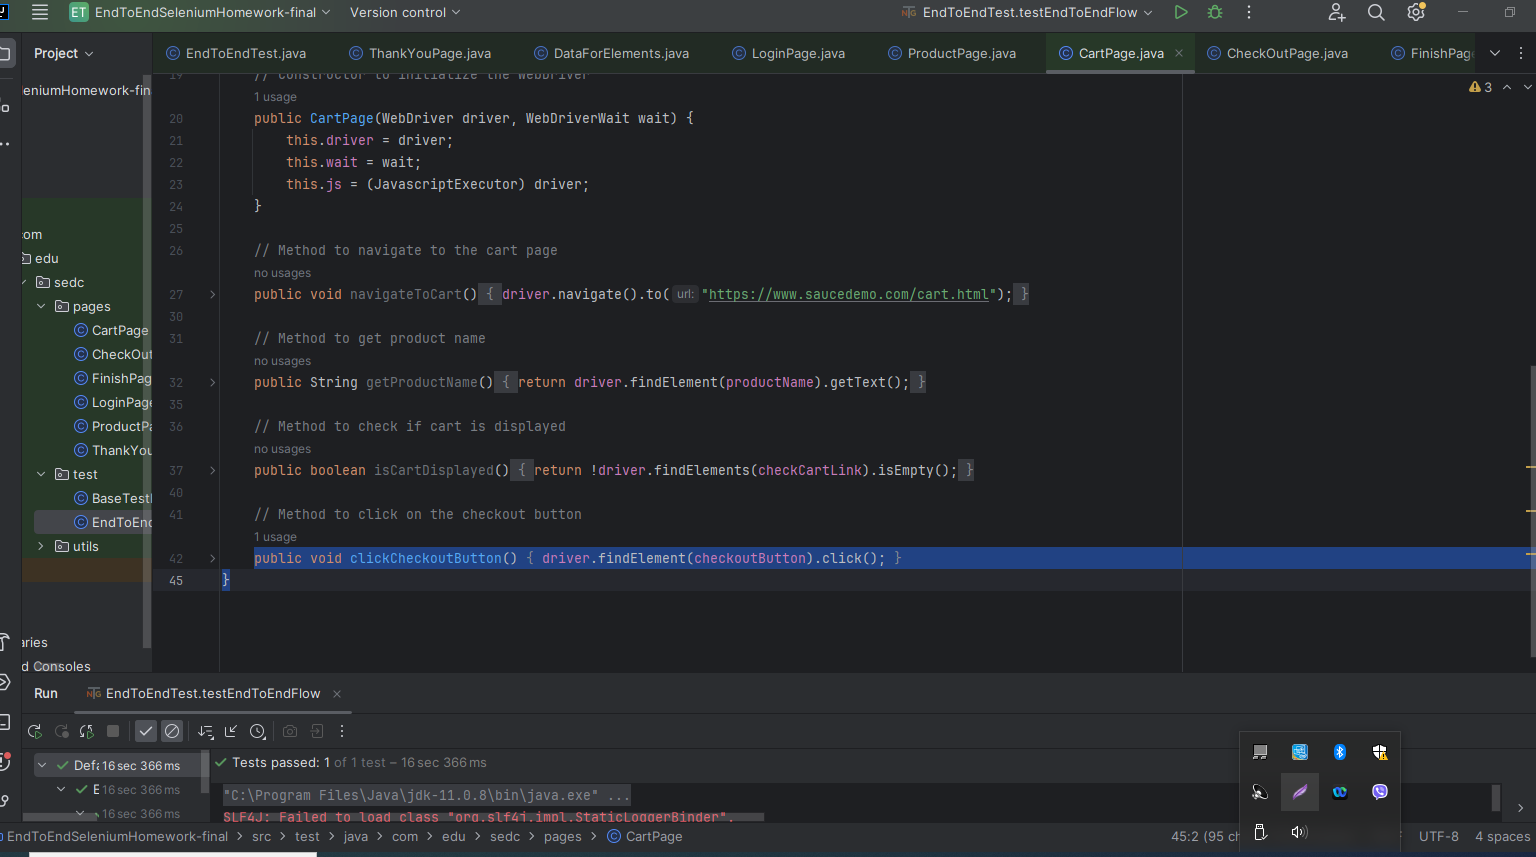 ET EndToEndSeleniumHomework-final Version control EndToEndTest.testEndToEndFlow
Project EndToEndTest.java ThankYouPage.java DataForElements.java LoginPage.java ProductPage.java CartPage.java CheckOutPage.java FinishPage
eleniumHomework-fin
com
edu
sedc
pages
CartPage
CheckOut
FinishPag
LoginPage
ProductPa
ThankYou
test
BaseTest
EndToEnd
utils
aries
d Consoles
19 // Constructor to initialize the WebDriver
1 usage
20 public CartPage(WebDriver driver, WebDriverWait wait) {
21 this.driver = driver;
22 this.wait = wait;
23 this.js = (JavascriptExecutor) driver;
24 }
25
26 // Method to navigate to the cart page
no usages
27 public void navigateToCart() { driver.navigate().to( url: "https://www.saucedemo.com/cart.html"); }
30
31 // Method to get product name
no usages
32 public String getProductName() { return driver.findElement(productName).getText(); }
35
36 // Method to check if cart is displayed
no usages
37 public boolean isCartDisplayed() { return !driver.findElements(checkCartLink).isEmpty(); }
40
41 // Method to click on the checkout button
1 usage
42 public void clickCheckoutButton() { driver.findElement(checkoutButton).click(); }
45 }
3
Run EndToEndTest.testEndToEndFlow
Defa 16 sec 366 ms
E 16 sec 366 ms
16 sec 366 ms
Tests passed: 1 of 1 test – 16 sec 366 ms
"C:\Program Files\Java\jdk-11.0.8\bin\java.exe" ...
SLF4J: Failed to load class "org.slf4j.impl.StaticLoggerBinder".
EndToEndSeleniumHomework-final > src > test > java > com > edu > sedc > pages > CartPage 45:2 (95 ch UTF-8 4 spaces